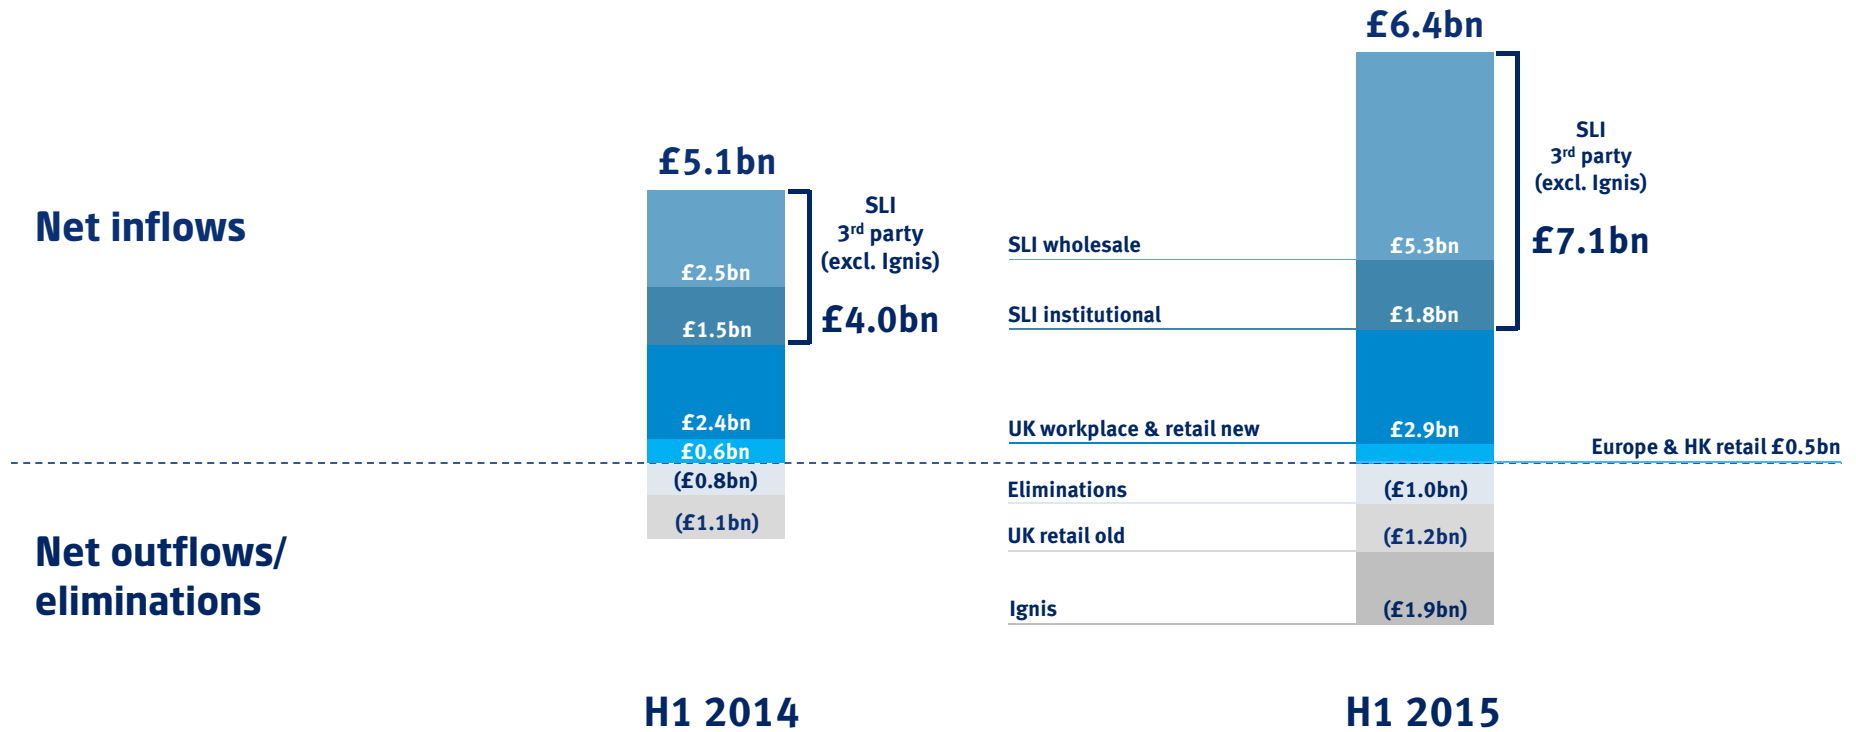 Net inflows
Net outflows/
eliminations
£5.1bn
£2.5bn
£1.5bn
£2.4bn
£0.6bn
(£0.8bn)
(£1.1bn)
SLI
3rd party
(excl. Ignis)
£4.0bn
H1 2014
SLI wholesale
SLI institutional
UK workplace & retail new
Eliminations
UK retail old
Ignis
£6.4bn
£5.3bn
£1.8bn
£2.9bn
(£1.0bn)
(£1.2bn)
(£1.9bn)
SLI
3rd party
(excl. Ignis)
£7.1bn
Europe & HK retail £0.5bn
H1 2015